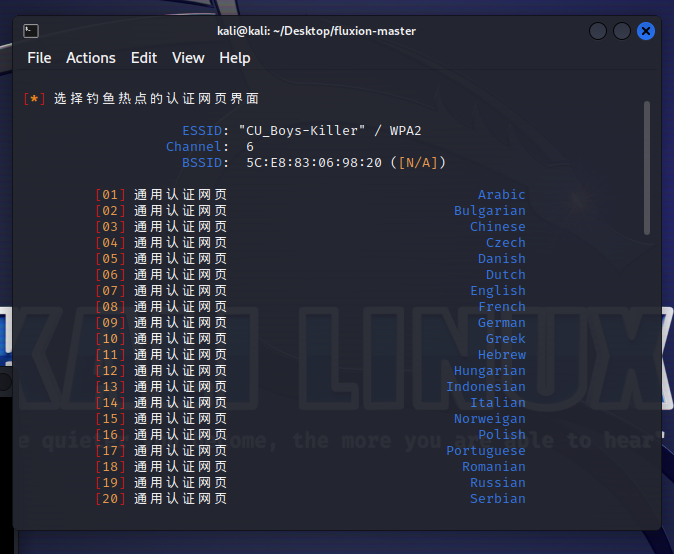 kali@kali: ~/Desktop/fluxion-master
File Actions Edit View Help
[*] 选择钓鱼热点的认证网页界面
ESSID: "CU_Boys-Killer" / WPA2
Channel: 6
BSSID: 5C:E8:83:06:98:20 ([N/A])
[01] 通用认证网页 Arabic
[02] 通用认证网页 Bulgarian
[03] 通用认证网页 Chinese
[04] 通用认证网页 Czech
[05] 通用认证网页 Danish
[06] 通用认证网页 Dutch
[07] 通用认证网页 English
[08] 通用认证网页 French
[09] 通用认证网页 German
[10] 通用认证网页 Greek
[11] 通用认证网页 Hebrew
[12] 通用认证网页 Hungarian
[13] 通用认证网页 Indonesian
[14] 通用认证网页 Italian
[15] 通用认证网页 Norweigan
[16] 通用认证网页 Polish
[17] 通用认证网页 Portuguese
[18] 通用认证网页 Romanian
[19] 通用认证网页 Russian
[20] 通用认证网页 Serbian
KALI LINUX
the more you are able to hear"